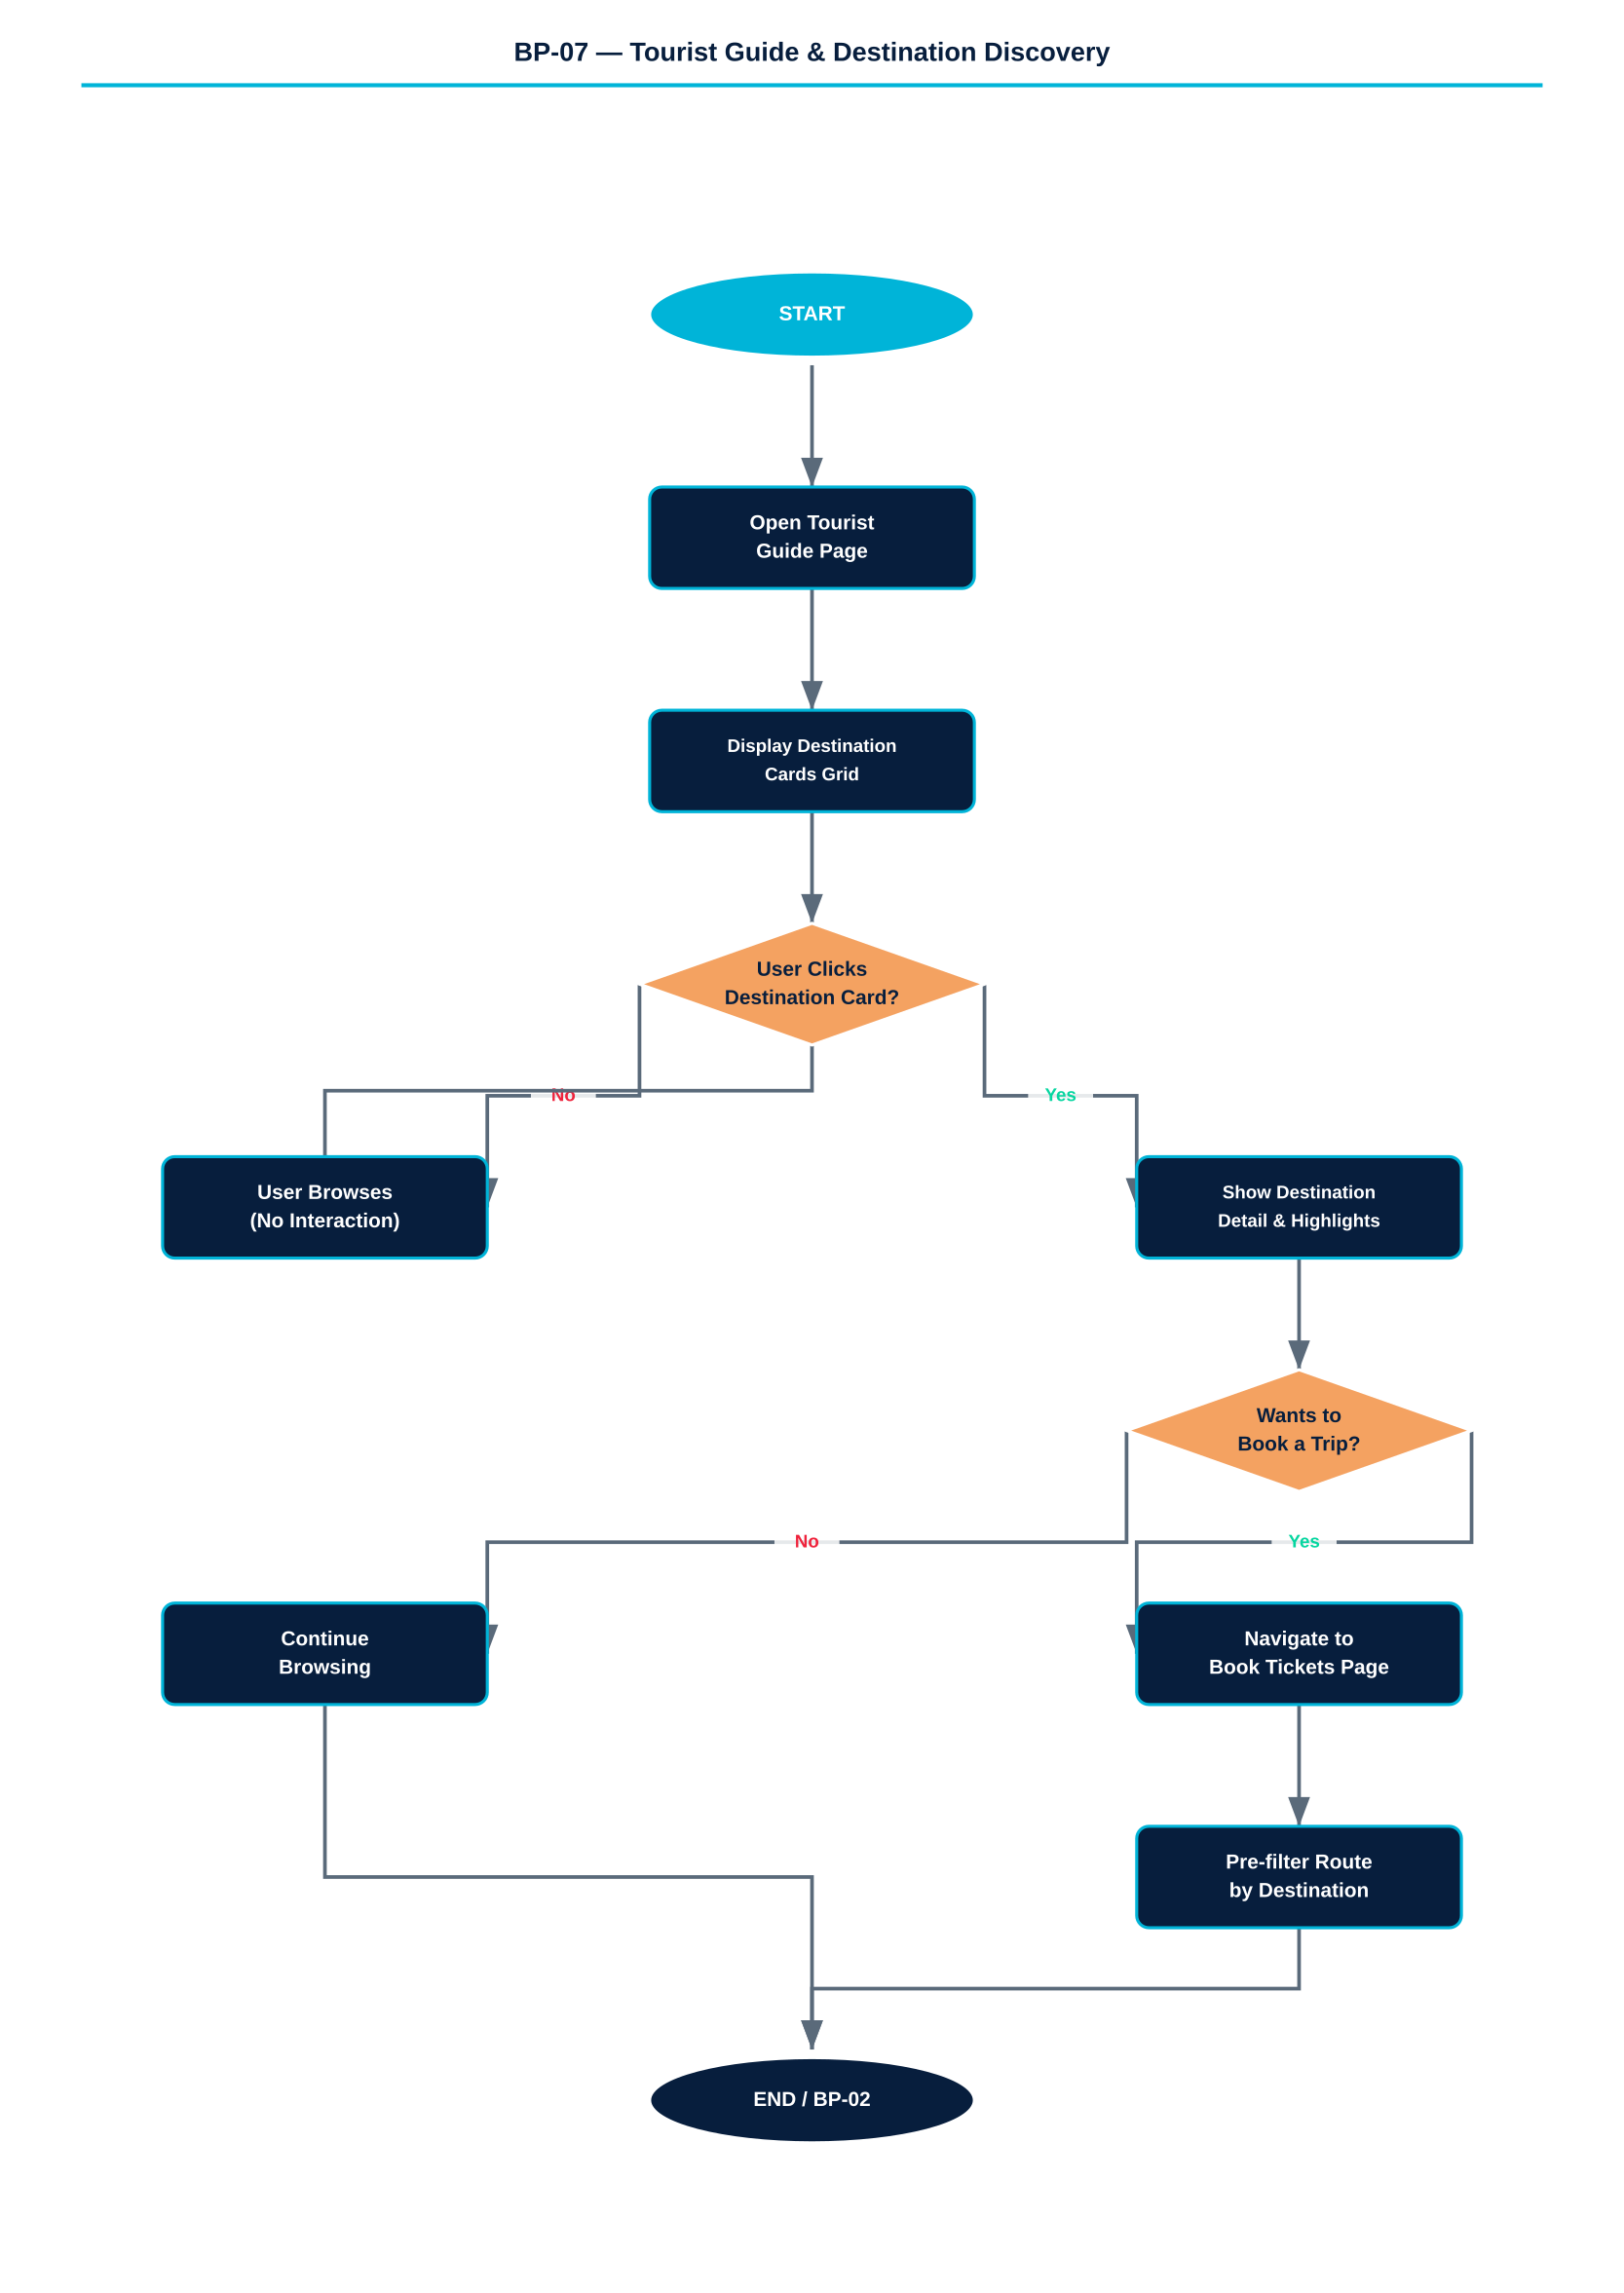 BP-07 — Tourist Guide & Destination Discovery
START
Open Tourist
Guide Page
Display Destination
Cards Grid
User Clicks
Destination Card?
No
Yes
User Browses
(No Interaction)
Show Destination
Detail & Highlights
Wants to
Book a Trip?
No
Yes
Continue
Browsing
Navigate to
Book Tickets Page
Pre-filter Route
by Destination
END / BP-02